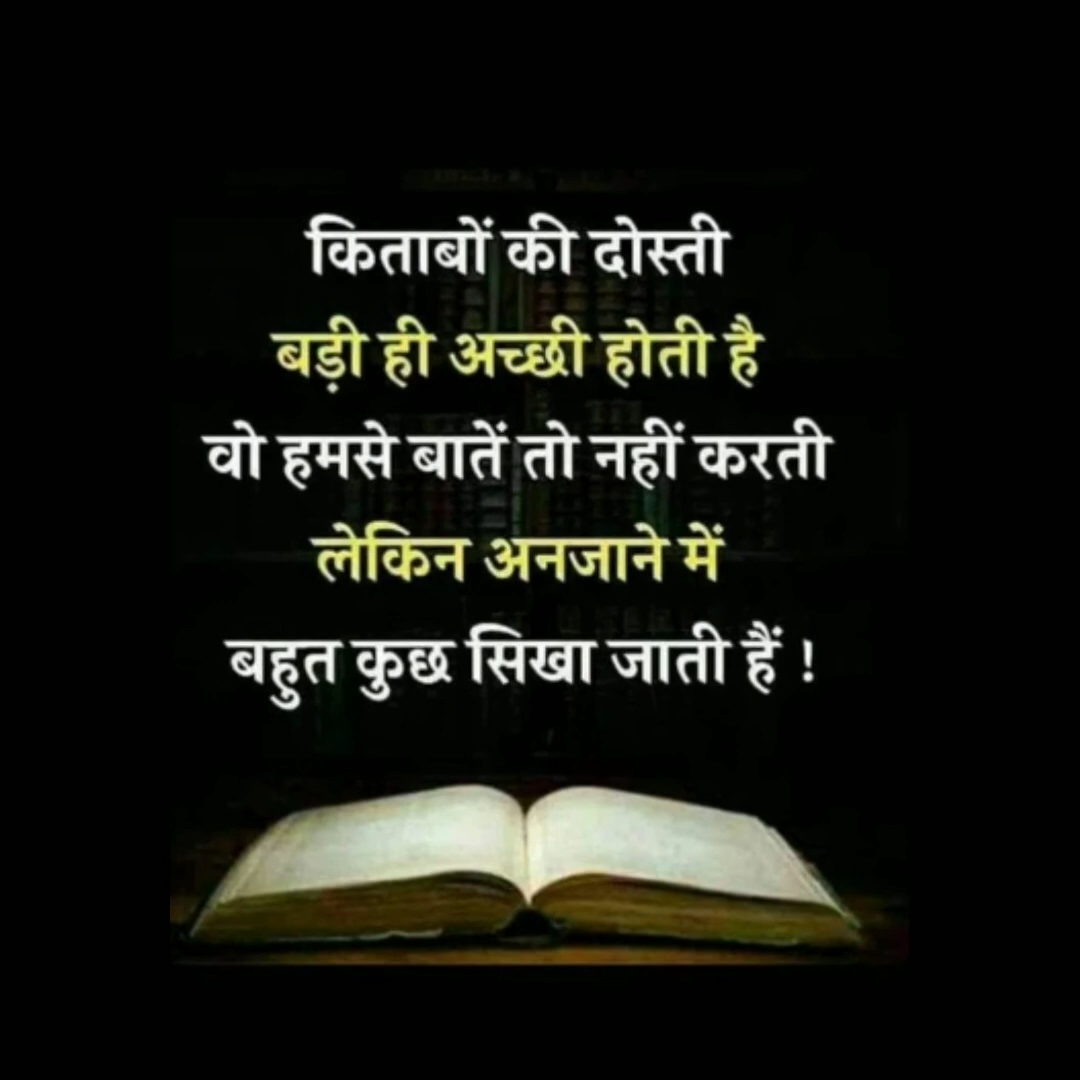 किताबों की दोस्ती
बड़ी ही अच्छी होती है
वो हमसे बातें तो नहीं करती
लेकिन अनजाने में
बहुत कुछ सिखा जाती हैं !